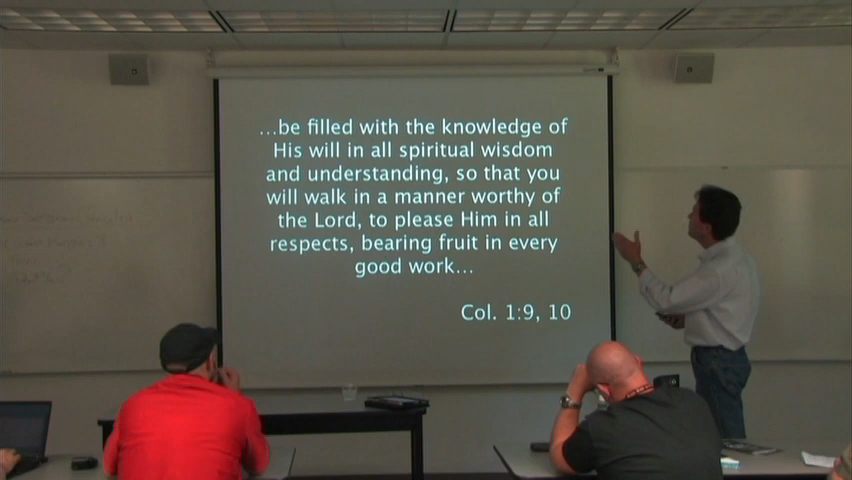 ...be filled with the knowledge of
His will in all spiritual wisdom
and understanding, so that you
will walk in a manner worthy of
the Lord, to please Him in all
respects, bearing fruit in every
good work...
Col. 1:9, 10